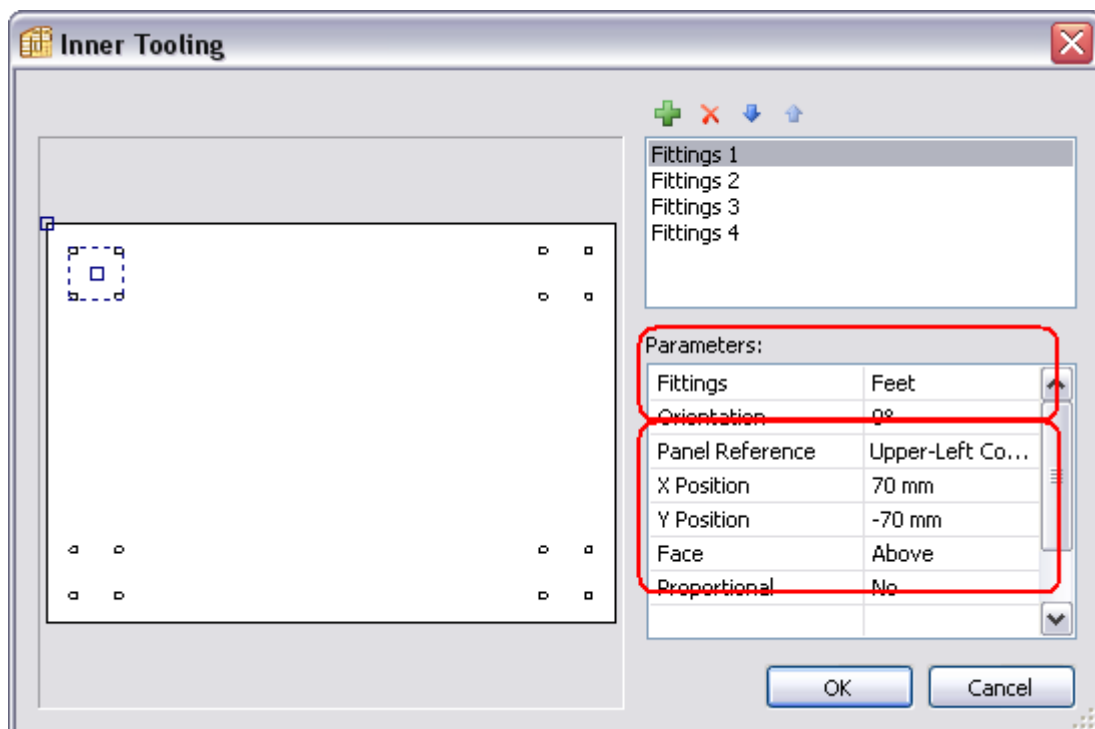 Inner Tooling
Fittings 1
Fittings 2
Fittings 3
Fittings 4
Parameters:
Fittings Feet
Orientation 0°
Panel Reference Upper-Left Co...
X Position 70 mm
Y Position -70 mm
Face Above
Proportional No
OK Cancel